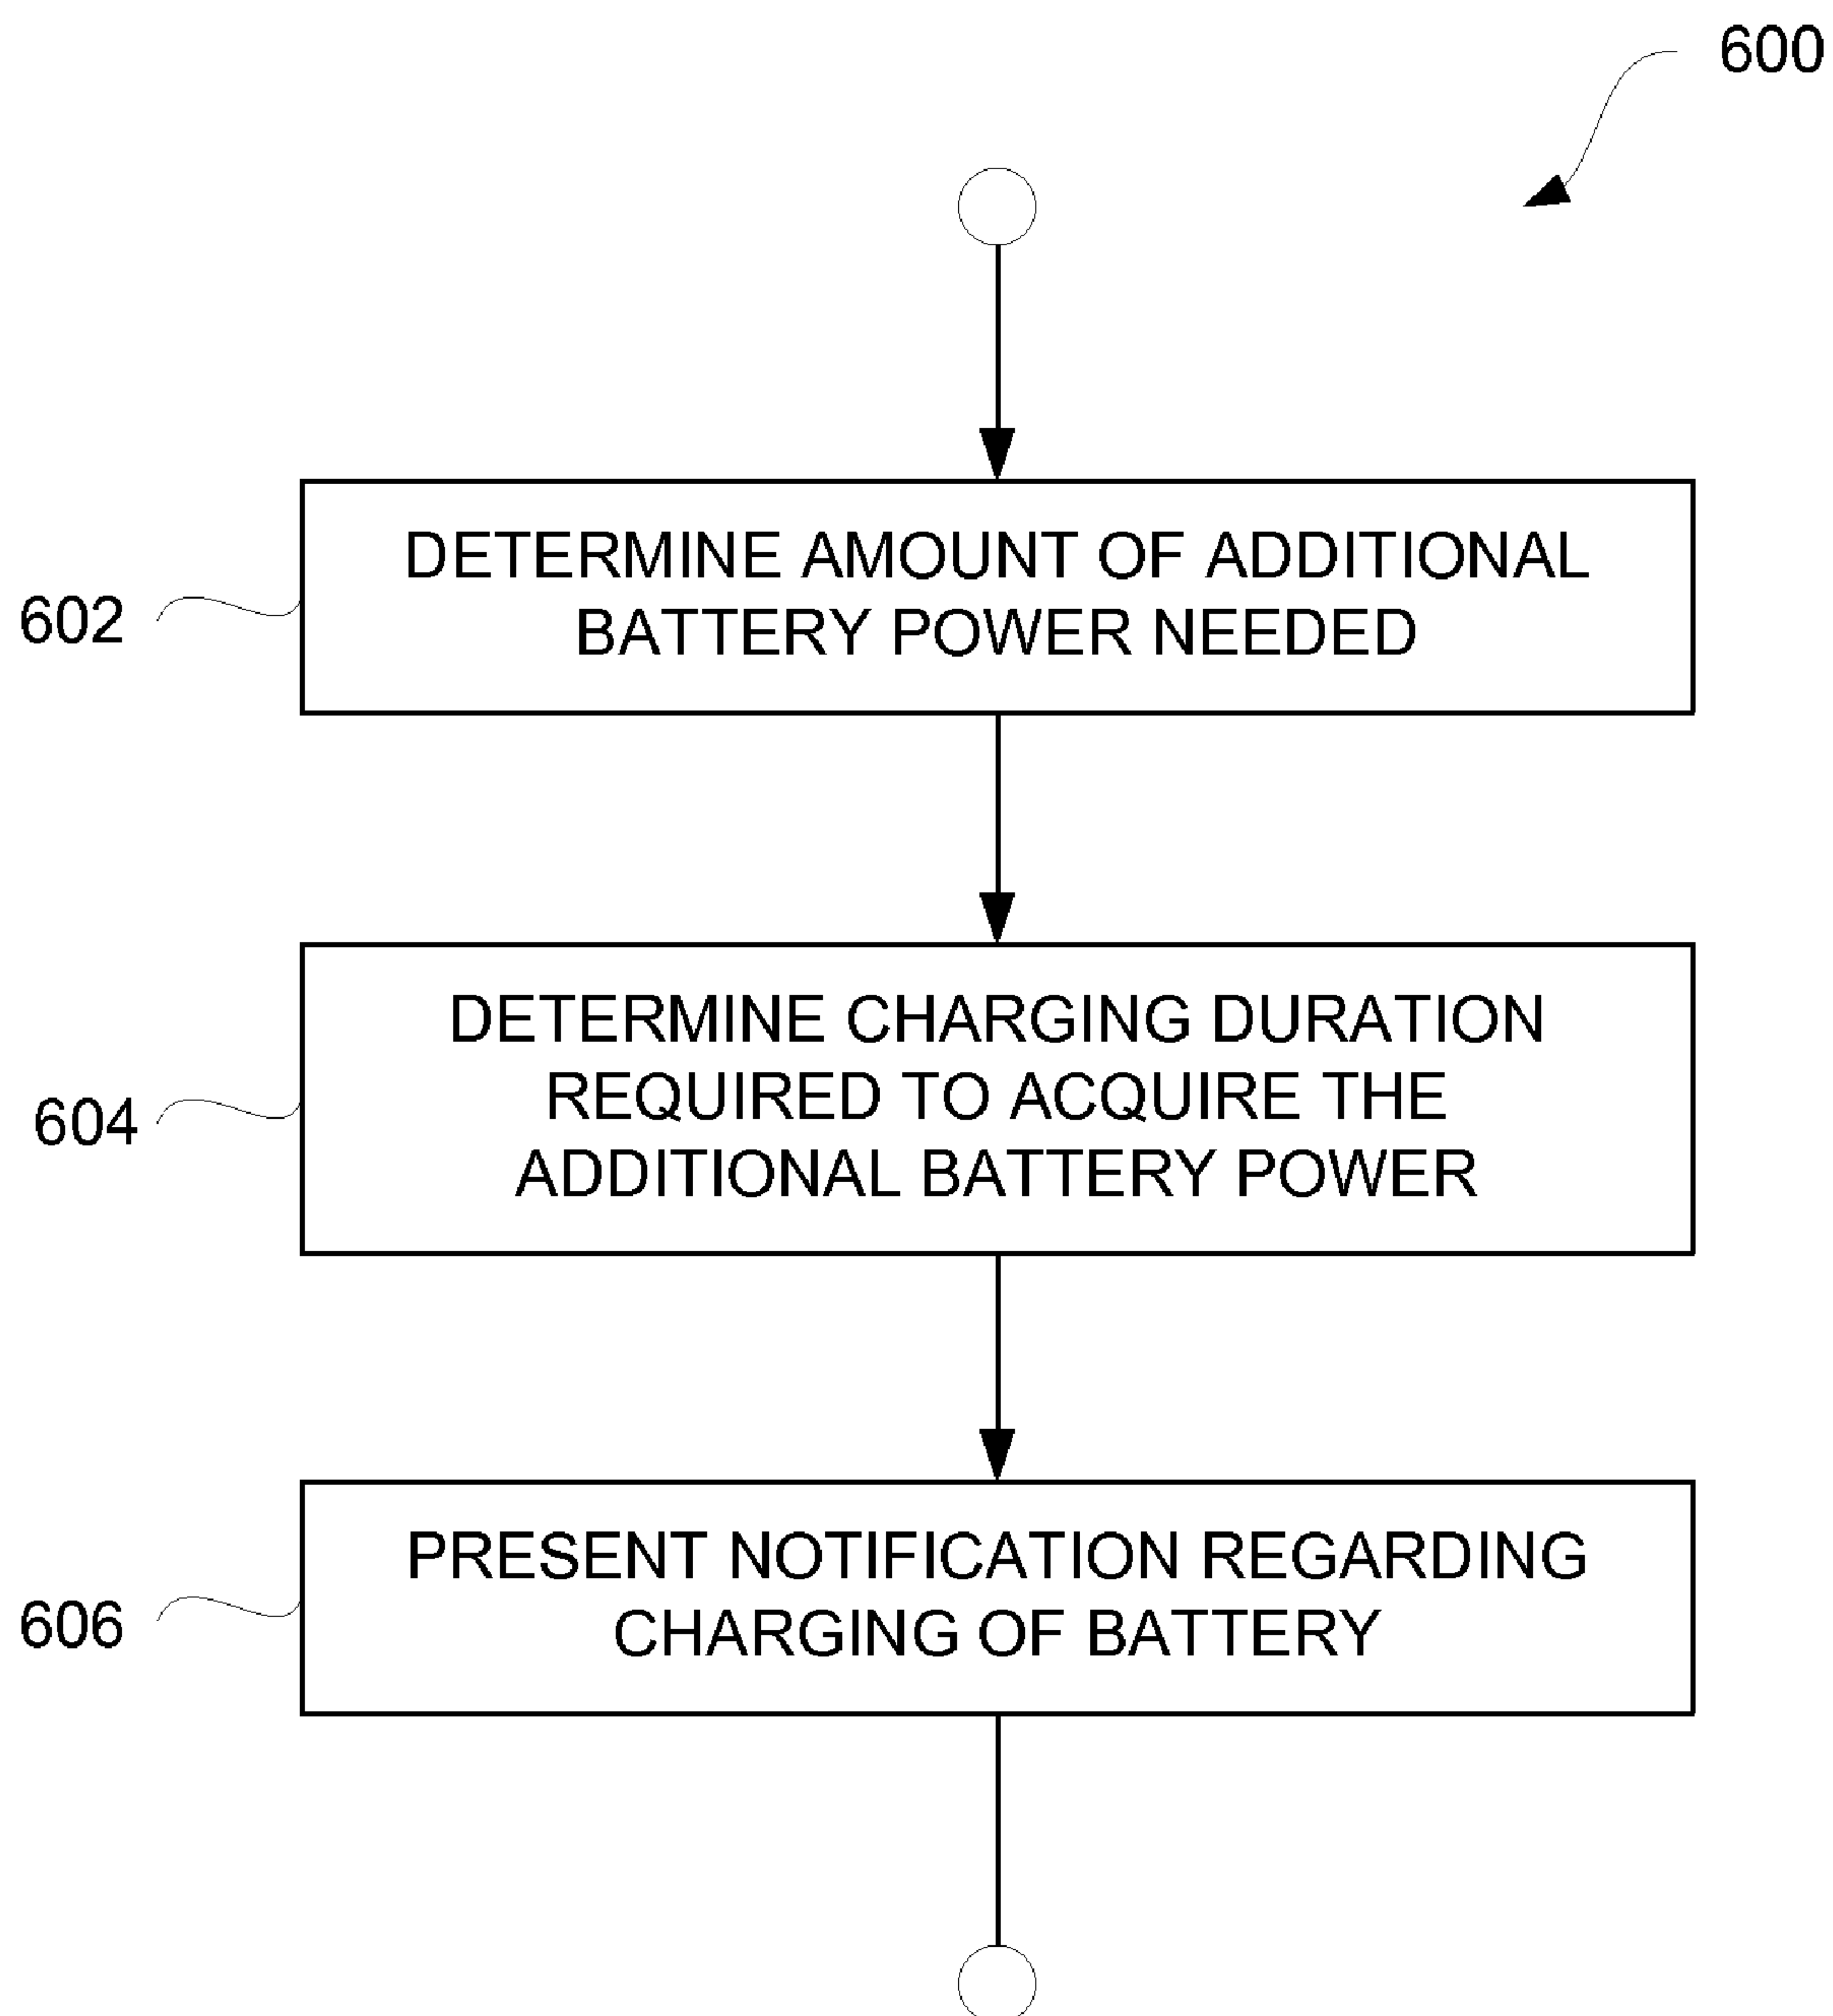 600
602
DETERMINE AMOUNT OF ADDITIONAL
BATTERY POWER NEEDED
604
DETERMINE CHARGING DURATION
REQUIRED TO ACQUIRE THE
ADDITIONAL BATTERY POWER
606
PRESENT NOTIFICATION REGARDING
CHARGING OF BATTERY